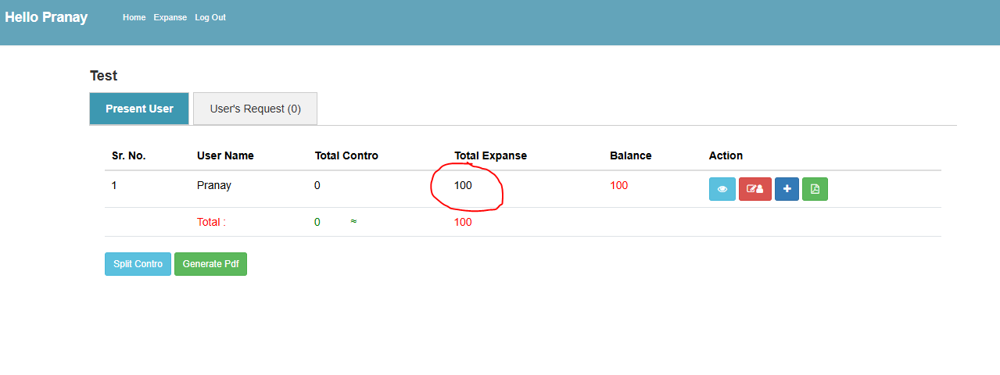 Hello Pranay Home Expanse Log Out
Test
Present User User's Request (0)
Sr. No. User Name Total Contro Total Expanse Balance Action
1 Pranay 0 100 100
Total : 0 ≈ 100
Split Contro Generate Pdf